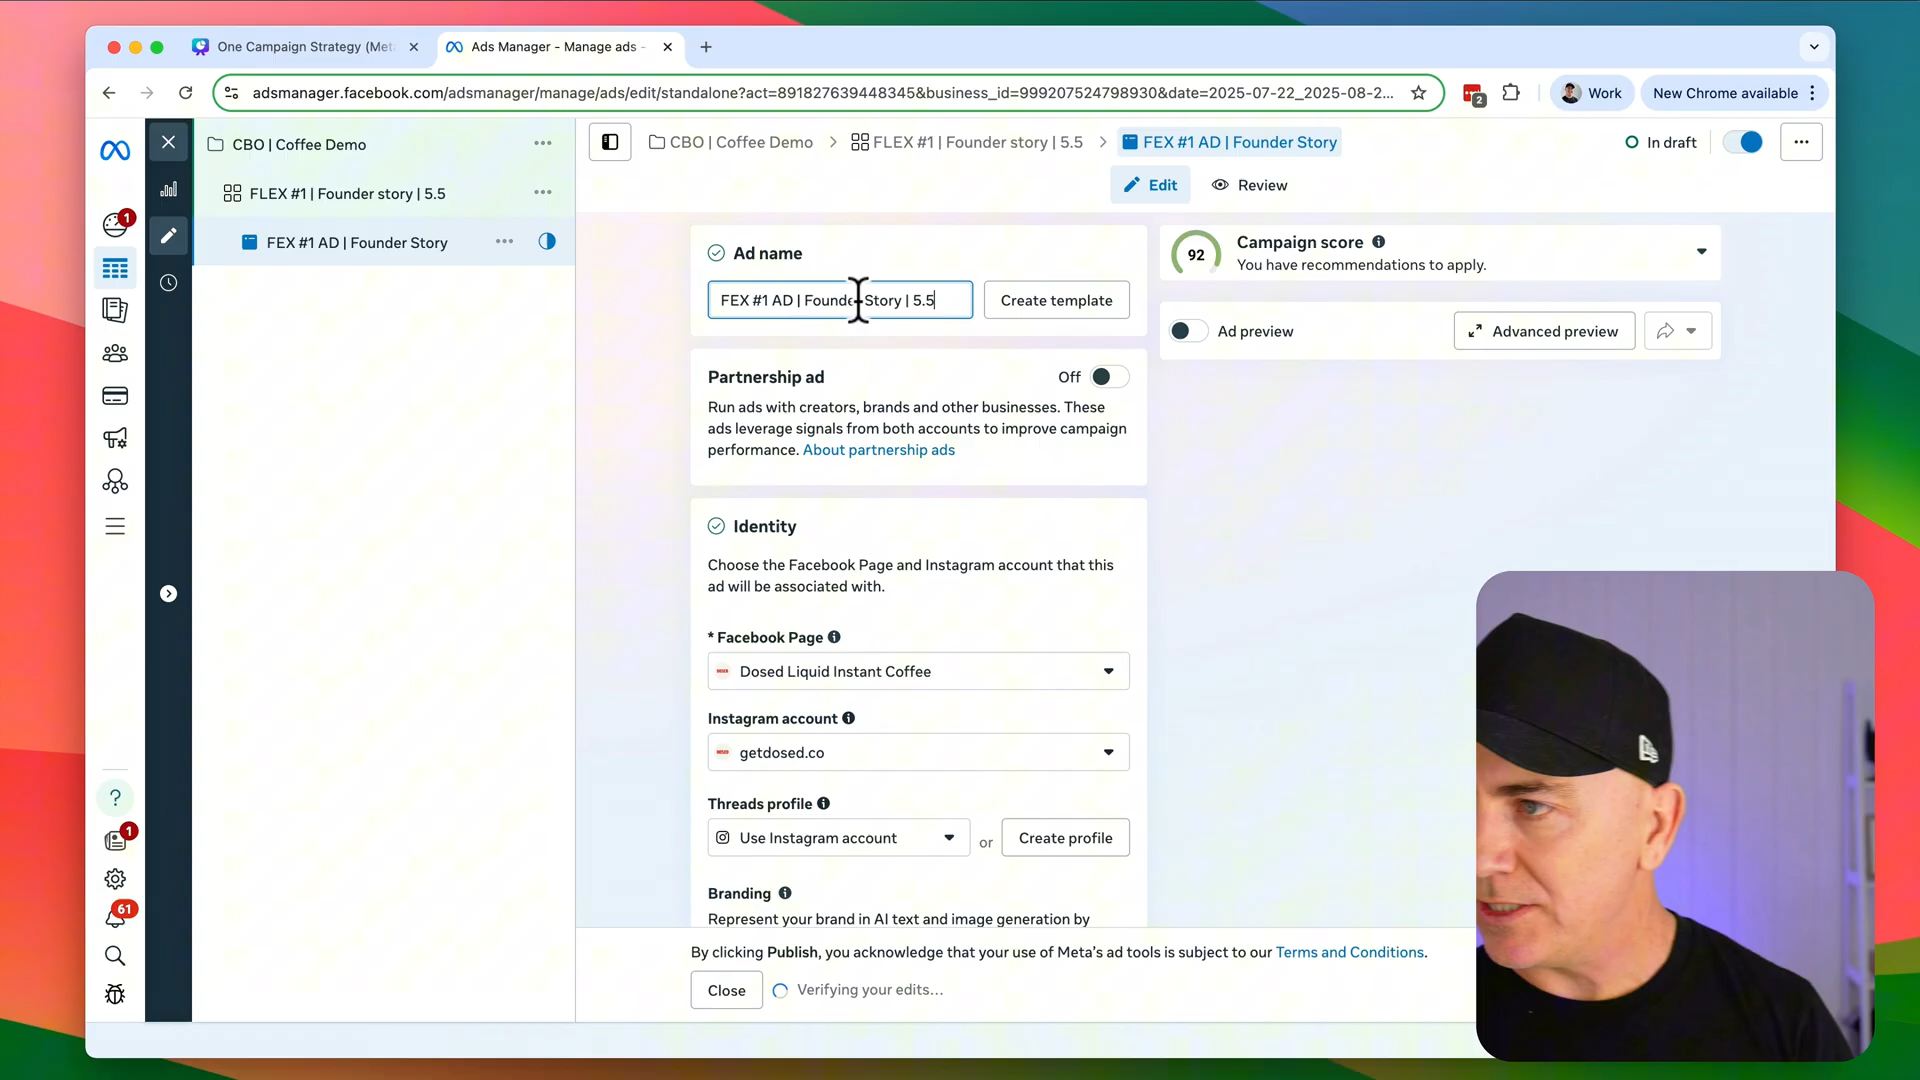 One Campaign Strategy (Met
Ads Manager - Manage ads -
adsmanager.facebook.com/adsmanager/manage/ads/edit/standalone?act=891827639448345&business_id=999207524798930&date=2025-07-22_2025-08-2...
2
Work
New Chrome available
CBO | Coffee Demo
FLEX #1 | Founder story | 5.5
FEX #1 AD | Founder Story
CBO | Coffee Demo
FLEX #1 | Founder story | 5.5
FEX #1 AD | Founder Story
In draft
Edit
Review
1
Ad name
FEX #1 AD | Founder Story | 5.5
Create template
Campaign score
92
You have recommendations to apply.
Ad preview
Advanced preview
Partnership ad
Off
Run ads with creators, brands and other businesses. These
ads leverage signals from both accounts to improve campaign
performance. About partnership ads
Identity
Choose the Facebook Page and Instagram account that this
ad will be associated with.
* Facebook Page
Dosed Liquid Instant Coffee
Instagram account
getdosed.co
Threads profile
Use Instagram account
or
Create profile
Branding
Represent your brand in AI text and image generation by
?
1
61
By clicking Publish, you acknowledge that your use of Meta's ad tools is subject to our Terms and Conditions.
Close
Verifying your edits...